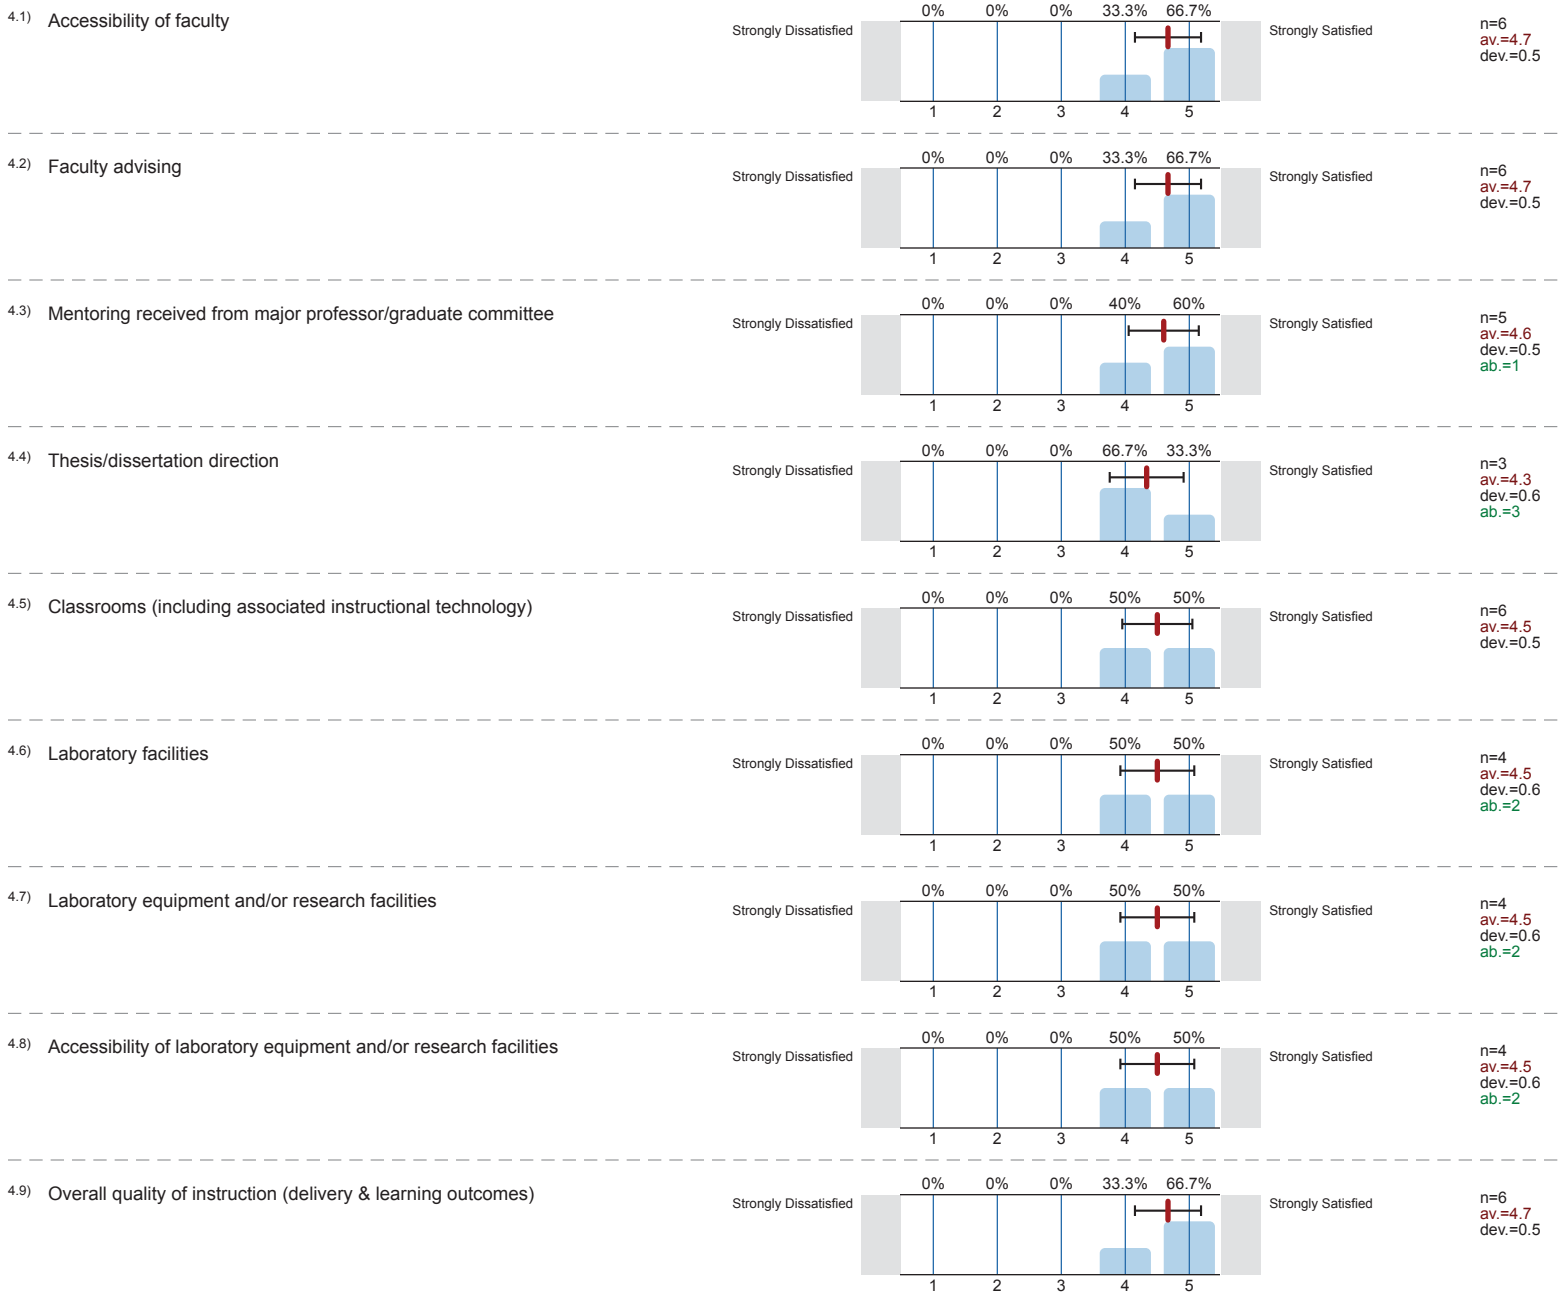 4.1) Accessibility of faculty
0% 0% 0% 33.3% 66.7%
Strongly Dissatisfied Strongly Satisfied
n=6
av.=4.7
dev.=0.5
1 2 3 4 5
4.2) Faculty advising
0% 0% 0% 33.3% 66.7%
Strongly Dissatisfied Strongly Satisfied
n=6
av.=4.7
dev.=0.5
1 2 3 4 5
4.3) Mentoring received from major professor/graduate committee
0% 0% 0% 40% 60%
Strongly Dissatisfied Strongly Satisfied
n=5
av.=4.6
dev.=0.5
ab.=1
1 2 3 4 5
4.4) Thesis/dissertation direction
0% 0% 0% 66.7% 33.3%
Strongly Dissatisfied Strongly Satisfied
n=3
av.=4.3
dev.=0.6
ab.=3
1 2 3 4 5
4.5) Classrooms (including associated instructional technology)
0% 0% 0% 50% 50%
Strongly Dissatisfied Strongly Satisfied
n=6
av.=4.5
dev.=0.5
1 2 3 4 5
4.6) Laboratory facilities
0% 0% 0% 50% 50%
Strongly Dissatisfied Strongly Satisfied
n=4
av.=4.5
dev.=0.6
ab.=2
1 2 3 4 5
4.7) Laboratory equipment and/or research facilities
0% 0% 0% 50% 50%
Strongly Dissatisfied Strongly Satisfied
n=4
av.=4.5
dev.=0.6
ab.=2
1 2 3 4 5
4.8) Accessibility of laboratory equipment and/or research facilities
0% 0% 0% 50% 50%
Strongly Dissatisfied Strongly Satisfied
n=4
av.=4.5
dev.=0.6
ab.=2
1 2 3 4 5
4.9) Overall quality of instruction (delivery & learning outcomes)
0% 0% 0% 33.3% 66.7%
Strongly Dissatisfied Strongly Satisfied
n=6
av.=4.7
dev.=0.5
1 2 3 4 5